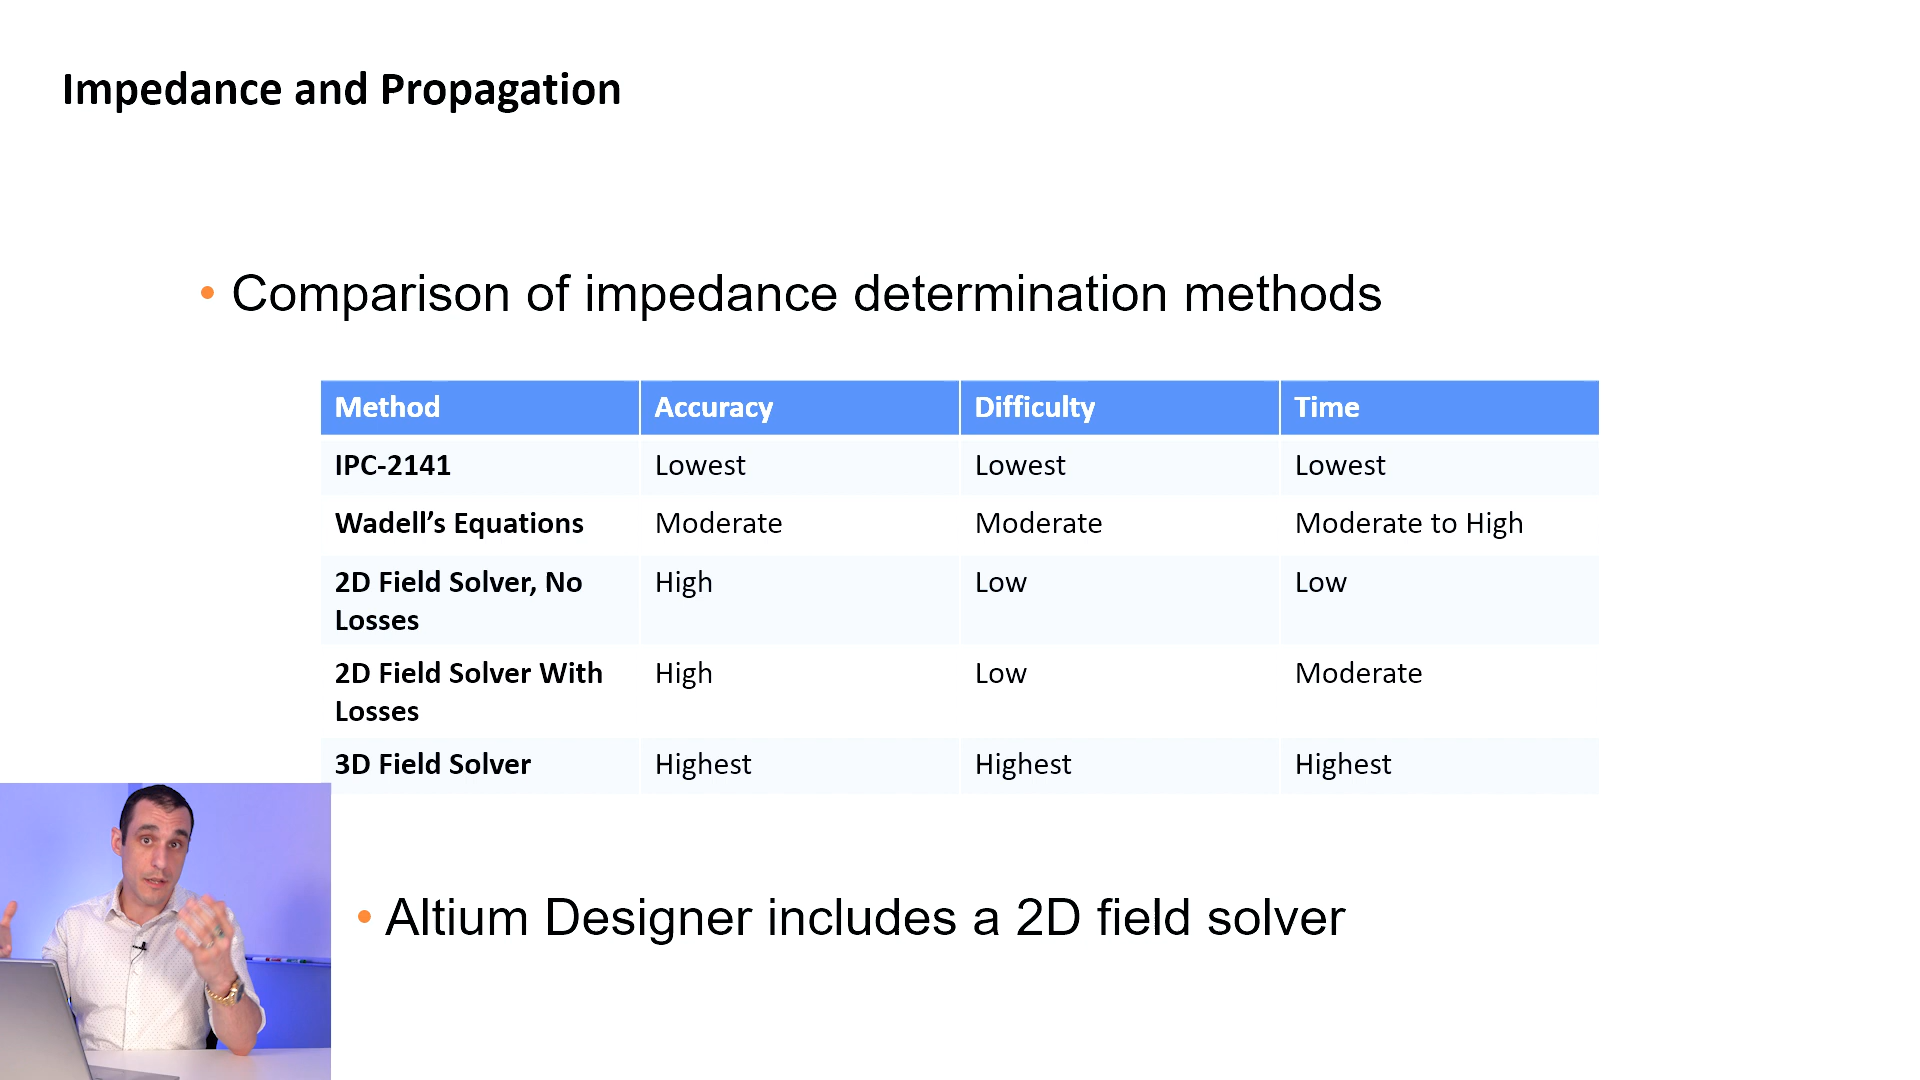 Impedance and Propagation
• Comparison of impedance determination methods
Method Accuracy Difficulty Time
IPC-2141 Lowest Lowest Lowest
Wadell’s Equations Moderate Moderate Moderate to High
2D Field Solver, No High Low Low
Losses
2D Field Solver With High Low Moderate
Losses
3D Field Solver Highest Highest Highest
• Altium Designer includes a 2D field solver